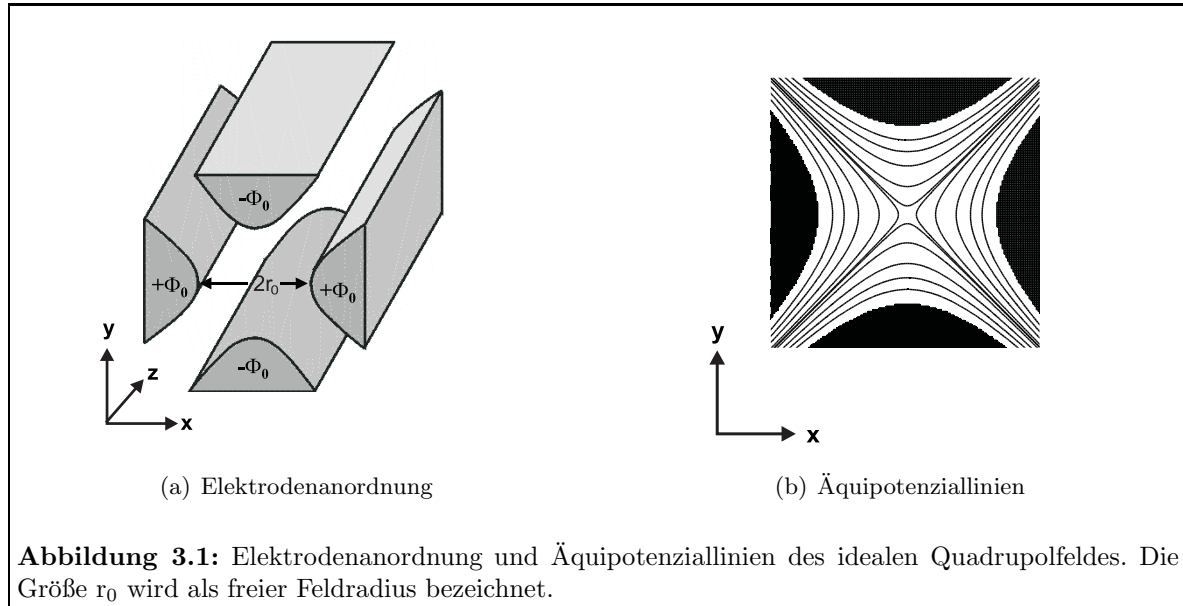 -Φ₀
+Φ₀
2r₀
+Φ₀
-Φ₀
y
z
x
y
x
(a) Elektrodenanordnung
(b) Äquipotenziallinien
Abbildung 3.1: Elektrodenanordnung und Äquipotenziallinien des idealen Quadrupolfeldes. Die
Größe r₀ wird als freier Feldradius bezeichnet.